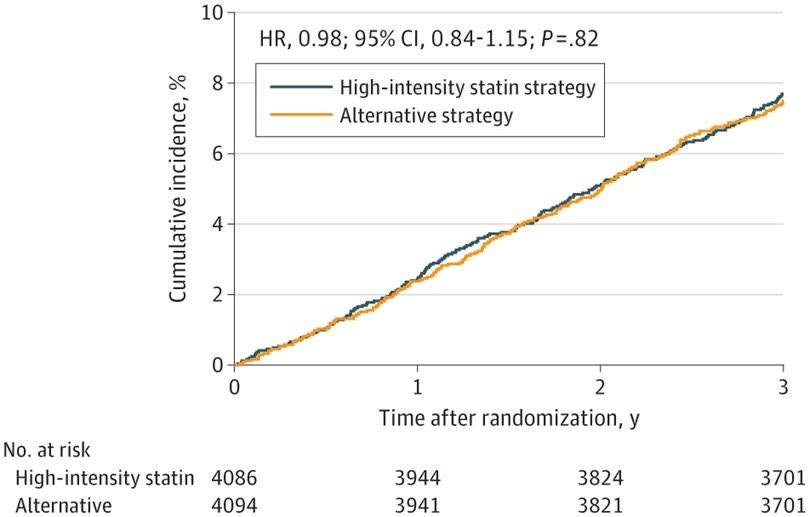 10
8
6
4
2
0
Cumulative incidence, %
HR, 0.98; 95% CI, 0.84-1.15; P=.82
High-intensity statin strategy
Alternative strategy
0 1 2 3
Time after randomization, y
No. at risk
High-intensity statin 4086 3944 3824 3701
Alternative 4094 3941 3821 3701